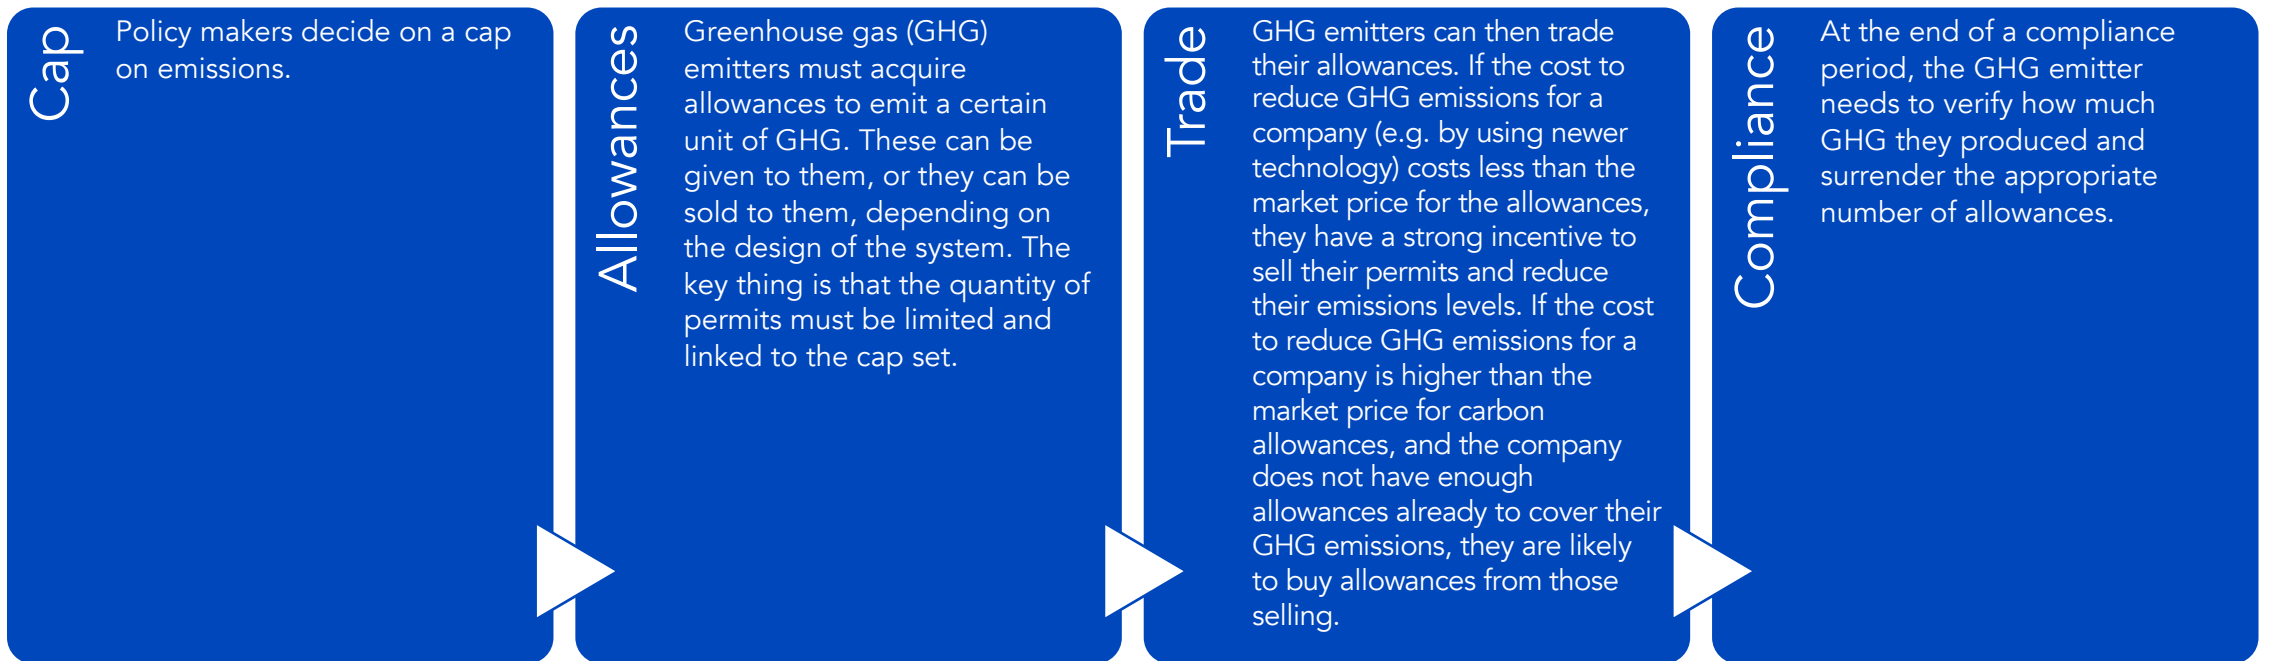 Cap
Policy makers decide on a cap
on emissions.
Allowances
Greenhouse gas (GHG)
emitters must acquire
allowances to emit a certain
unit of GHG. These can be
given to them, or they can be
sold to them, depending on
the design of the system. The
key thing is that the quantity of
permits must be limited and
linked to the cap set.
Trade
GHG emitters can then trade
their allowances. If the cost to
reduce GHG emissions for a
company (e.g. by using newer
technology) costs less than the
market price for the allowances,
they have a strong incentive to
sell their permits and reduce
their emissions levels. If the cost
to reduce GHG emissions for a
company is higher than the
market price for carbon
allowances, and the company
does not have enough
allowances already to cover their
GHG emissions, they are likely
to buy allowances from those
selling.
Compliance
At the end of a compliance
period, the GHG emitter
needs to verify how much
GHG they produced and
surrender the appropriate
number of allowances.